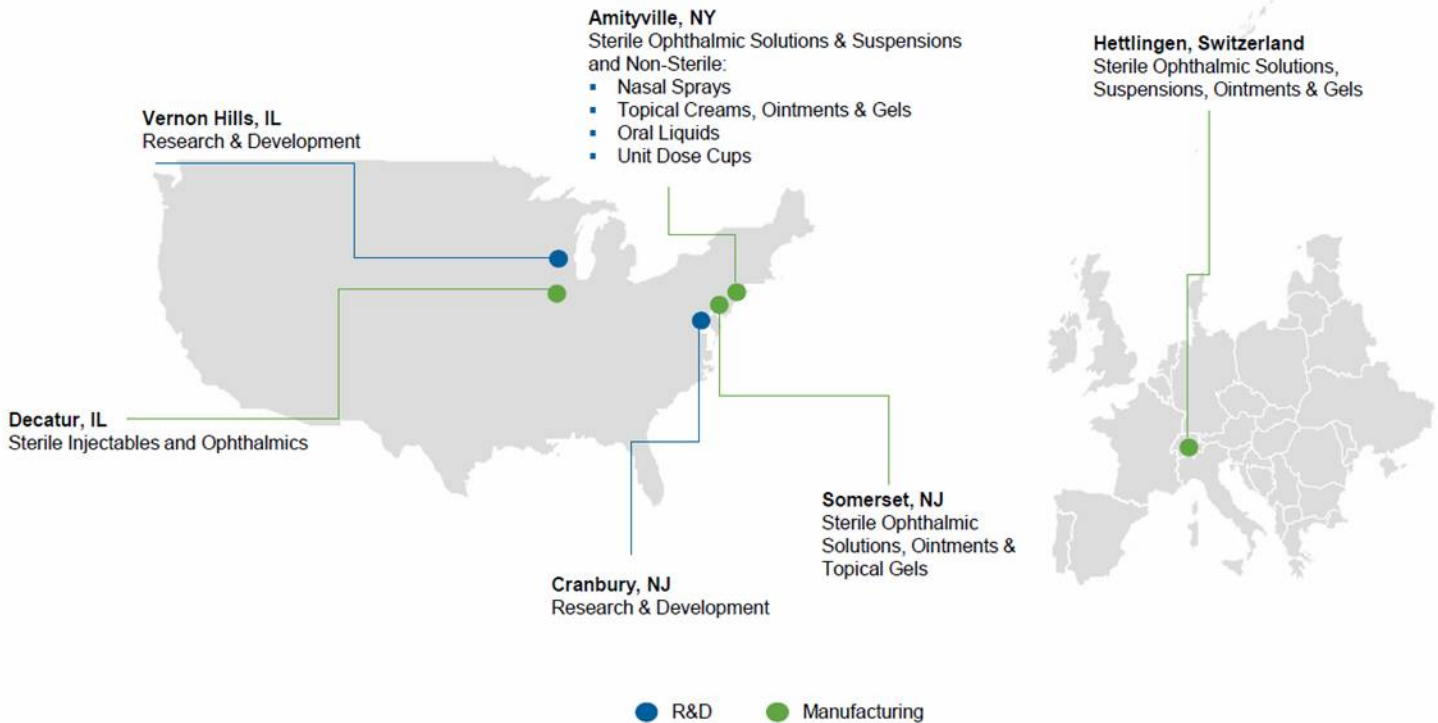 Amityville, NY
Sterile Ophthalmic Solutions & Suspensions
and Non-Sterile:
▪ Nasal Sprays
▪ Topical Creams, Ointments & Gels
▪ Oral Liquids
▪ Unit Dose Cups
Hettlingen, Switzerland
Sterile Ophthalmic Solutions,
Suspensions, Ointments & Gels
Vernon Hills, IL
Research & Development
Decatur, IL
Sterile Injectables and Ophthalmics
Somerset, NJ
Sterile Ophthalmic
Solutions, Ointments &
Topical Gels
Cranbury, NJ
Research & Development
R&D
Manufacturing